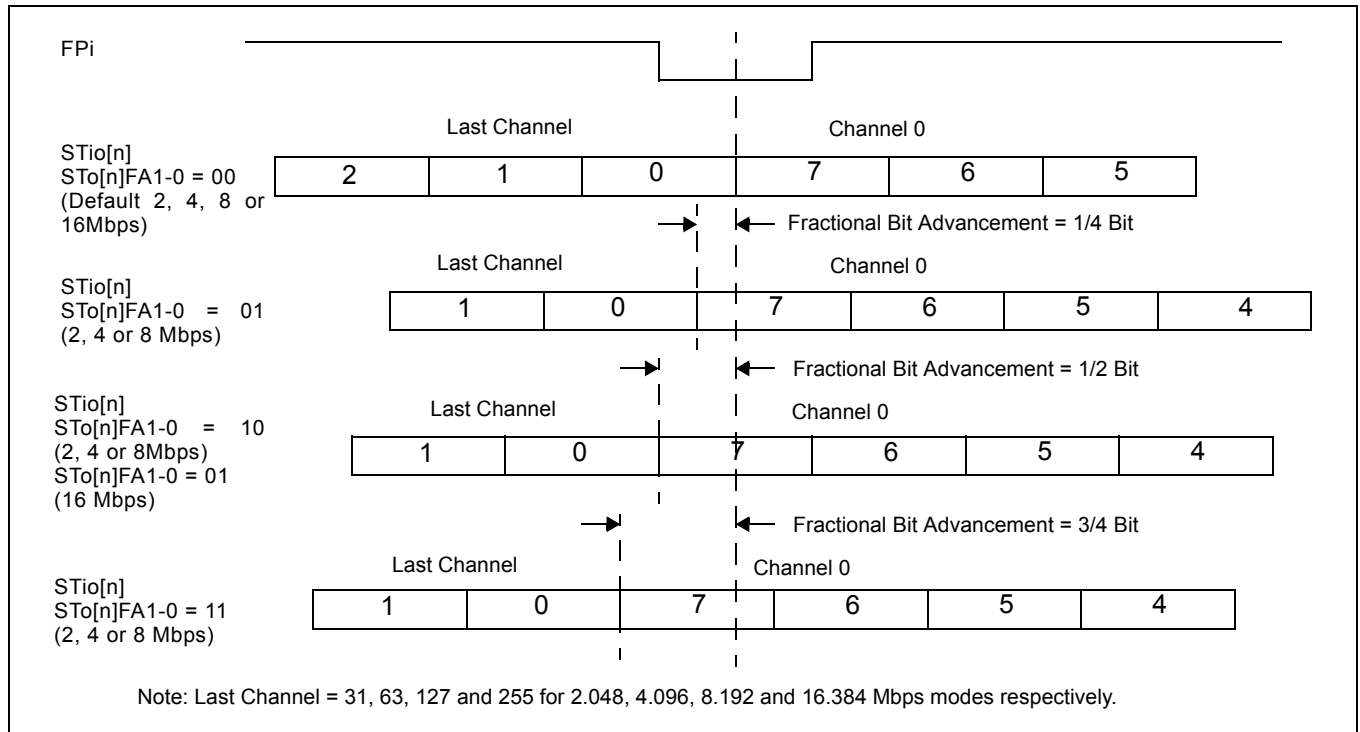 FPi
Last Channel Channel 0
STio[n]
STo[n]FA1-0 = 00
(Default 2, 4, 8 or
16Mbps)
2 1 0 7 6 5
Fractional Bit Advancement = 1/4 Bit
Last Channel Channel 0
STio[n]
STo[n]FA1-0 = 01
(2, 4 or 8 Mbps)
1 0 7 6 5 4
Fractional Bit Advancement = 1/2 Bit
Last Channel Channel 0
STio[n]
STo[n]FA1-0 = 10
(2, 4 or 8Mbps)
STo[n]FA1-0 = 01
(16 Mbps)
1 0 7 6 5 4
Fractional Bit Advancement = 3/4 Bit
Last Channel Channel 0
STio[n]
STo[n]FA1-0 = 11
(2, 4 or 8 Mbps)
1 0 7 6 5 4
Note: Last Channel = 31, 63, 127 and 255 for 2.048, 4.096, 8.192 and 16.384 Mbps modes respectively.